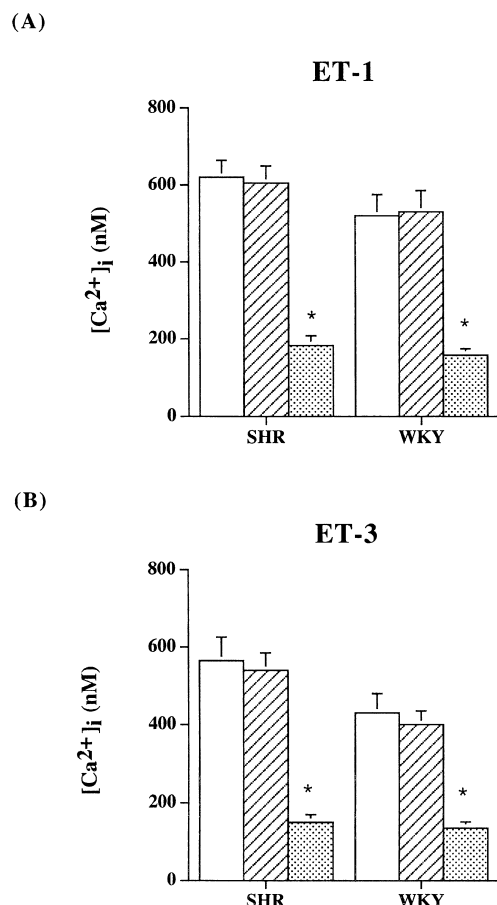 (A)
ET-1
800
600
400
200
0
[Ca2+]i (nM)
*
*
SHR
WKY
(B)
ET-3
800
600
400
200
0
[Ca2+]i (nM)
*
*
SHR
WKY